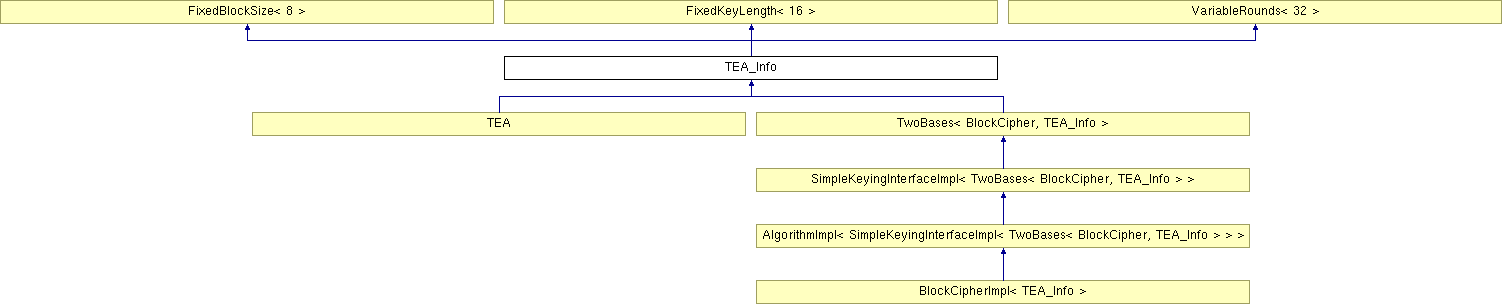 FixedBlockSize< 8 >
FixedKeyLength< 16 >
VariableRounds< 32 >
TEA_Info
TEA
TwoBases< BlockCipher, TEA_Info >
SimpleKeyingInterfaceImpl< TwoBases< BlockCipher, TEA_Info > >
AlgorithmImpl< SimpleKeyingInterfaceImpl< TwoBases< BlockCipher, TEA_Info > > >
BlockCipherImpl< TEA_Info >